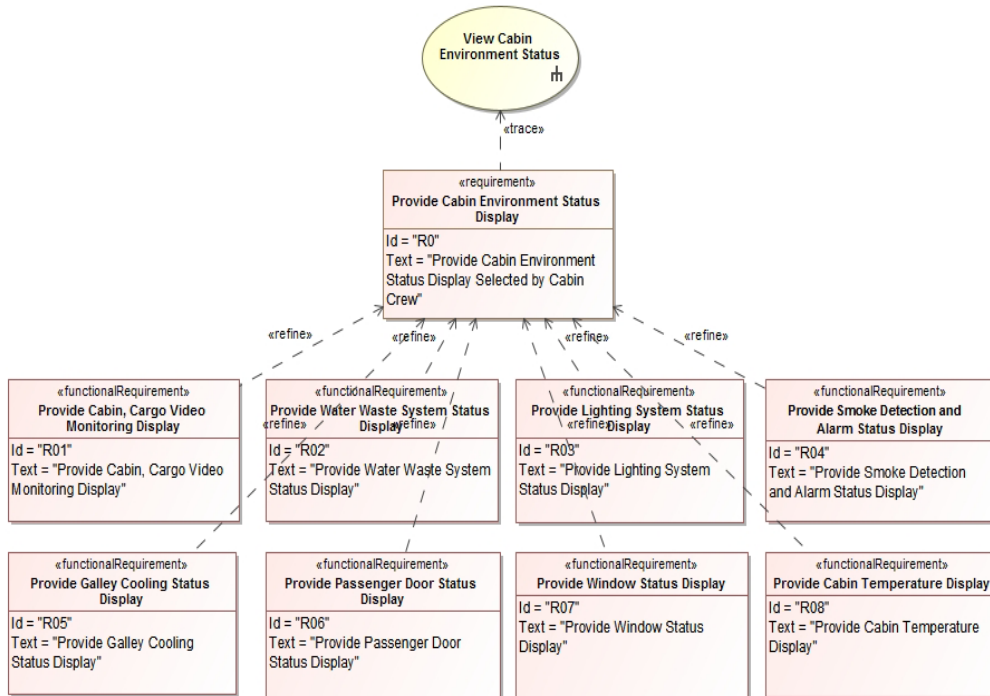 View Cabin
Environment Status
«trace»
«requirement»
Provide Cabin Environment Status
Display
Id = "R0"
Text = "Provide Cabin Environment
Status Display Selected by Cabin
Crew"
«refine»
«refine»
«refine»
«refine»
«functionalRequirement»
Provide Cabin, Cargo Video
Monitoring Display
Id = "R01"
Text = "Provide Cabin, Cargo Video
Monitoring Display"
«functionalRequirement»
Provide Water Waste System Status
Display
Id = "R02"
Text = "Provide Water Waste System
Status Display"
«functionalRequirement»
Provide Lighting System Status
Display
Id = "R03"
Text = "Provide Lighting System
Status Display"
«functionalRequirement»
Provide Smoke Detection and
Alarm Status Display
Id = "R04"
Text = "Provide Smoke Detection
and Alarm Status Display"
«refine»
«refine»
«refine»
«refine»
«functionalRequirement»
Provide Galley Cooling Status
Display
Id = "R05"
Text = "Provide Galley Cooling
Status Display"
«functionalRequirement»
Provide Passenger Door Status
Display
Id = "R06"
Text = "Provide Passenger Door
Status Display"
«functionalRequirement»
Provide Window Status Display
Id = "R07"
Text = "Provide Window Status
Display"
«functionalRequirement»
Provide Cabin Temperature Display
Id = "R08"
Text = "Provide Cabin Temperature
Display"